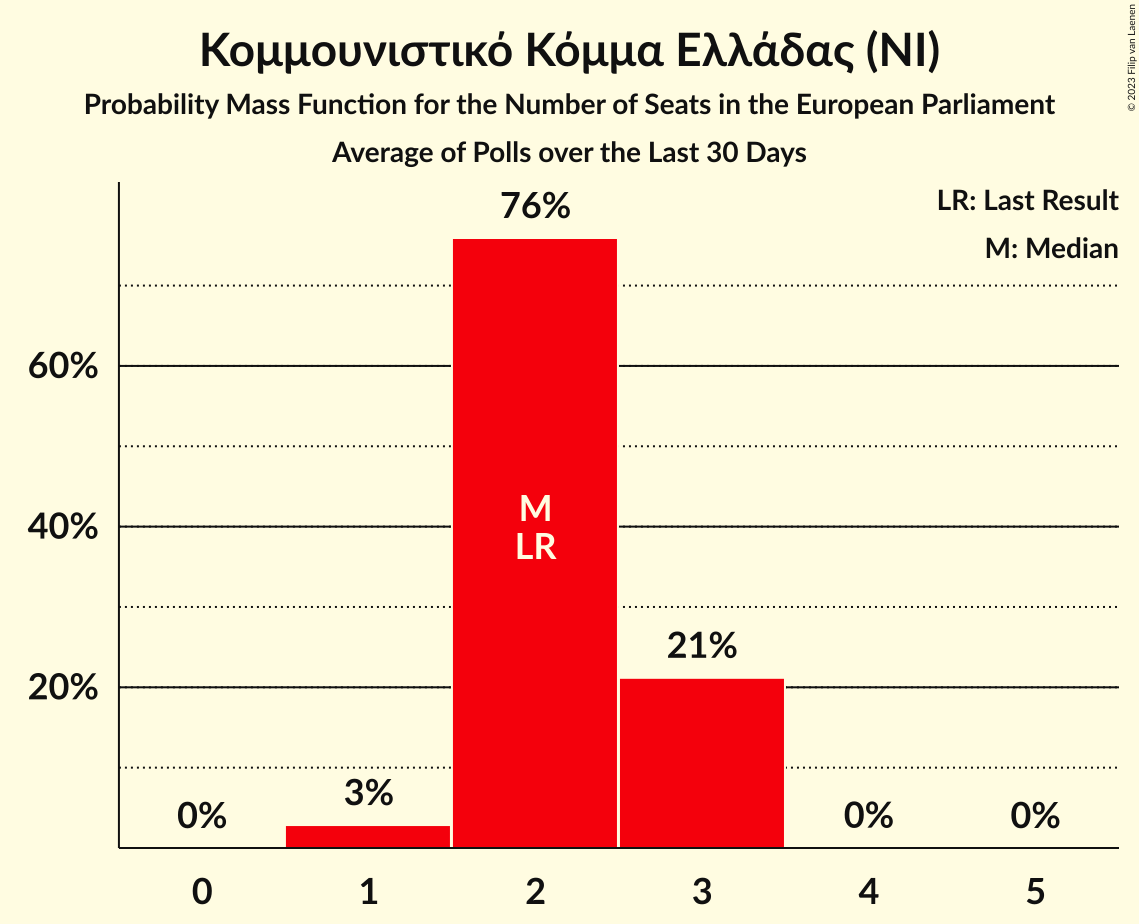 Κομμουνιστικό Κόμμα Ελλάδας (NI)
Probability Mass Function for the Number of Seats in the European Parliament
Average of Polls over the Last 30 Days
© 2023 Filip van Laenen
LR: Last Result
M: Median
76%
60%
M
40%
LR
21%
20%
3%
0%
0%
0%
0 1 2 3 4 5